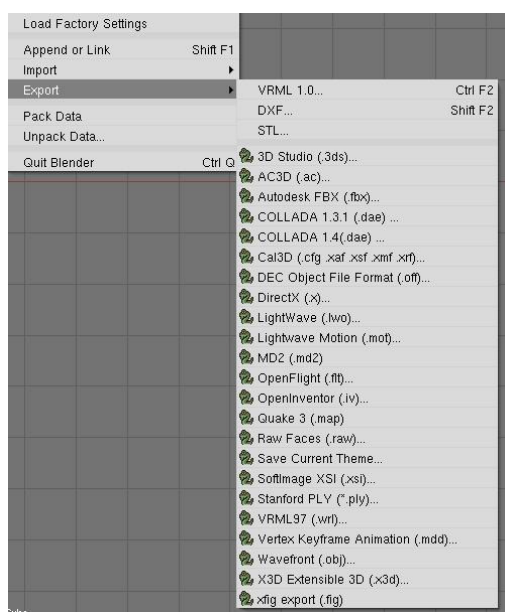 Load Factory Settings
Append or Link Shift F1
Import
Export
Pack Data
Unpack Data...
Quit Blender Ctrl Q
VRML 1.0... Ctrl F2
DXF... Shift F2
STL...
3D Studio (.3ds)...
AC3D (.ac)...
Autodesk FBX (.fbx)...
COLLADA 1.3.1 (.dae) ...
COLLADA 1.4(.dae) ...
Cal3D (.cfg .xaf .xsf .xmf .xrf)...
DEC Object File Format (.off)...
DirectX (.x)...
LightWave (.lwo)...
Lightwave Motion (.mot)...
MD2 (.md2)
OpenFlight (.flt)...
OpenInventor (.iv)...
Quake 3 (.map)
Raw Faces (.raw)...
Save Current Theme...
SoftImage XSI (.xsi)...
Stanford PLY (*.ply)...
VRML97 (.wrl)...
Vertex Keyframe Animation (.mdd)...
Wavefront (.obj)...
X3D Extensible 3D (.x3d)...
xfig export (.fig)